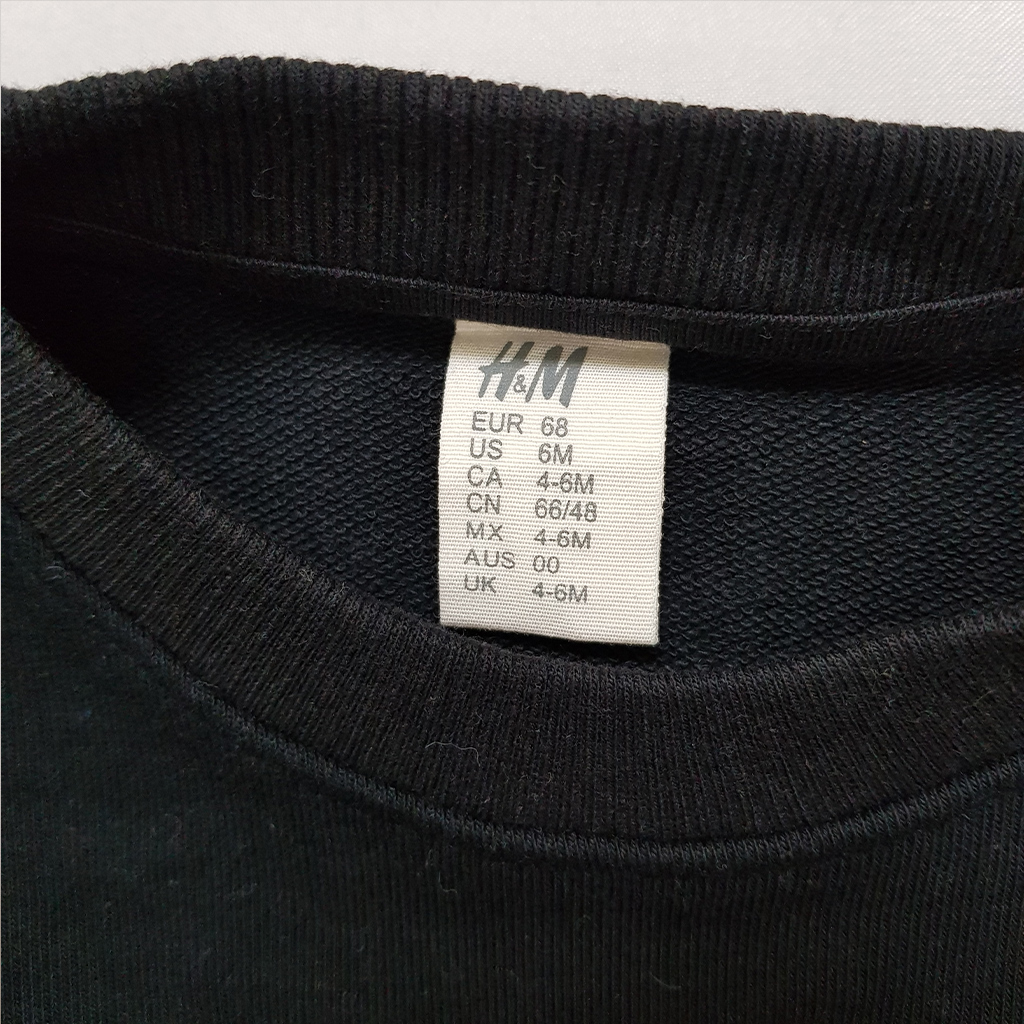 H&M
EUR 68
US 6M
CA 4-6M
CN 66/48
MX 4-6M
AUS 00
UK 4-6M